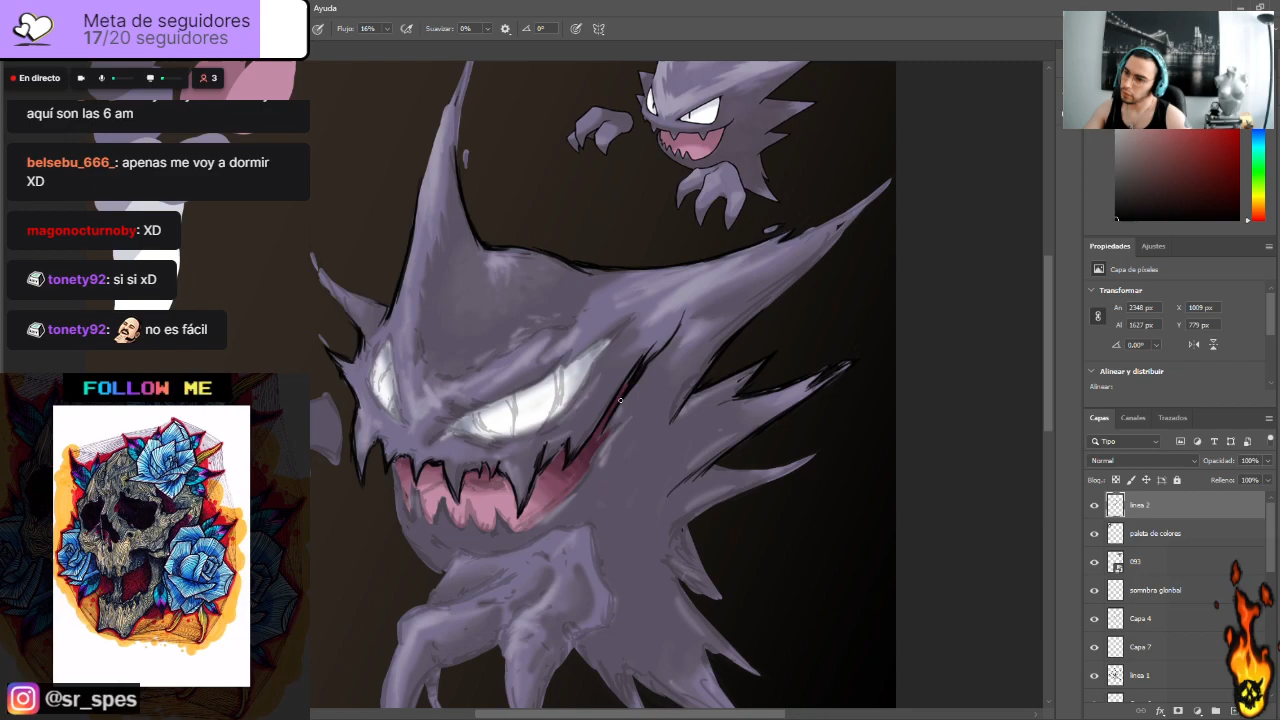 Meta de seguidores
17/20 seguidores
En directo
3
aquí son las 6 am
belsebu_666_: apenas me voy a dormir
XD
magonocturnoby: XD
tonety92: si si xD
tonety92: no es fácil
FOLLOW ME
@sr_spes
Ayuda
Flujo: 16%
Suavizar: 0%
0°
Propiedades
Ajustes
Capa de píxeles
Transformar
An 2348 px
X 1009 px
Al 1627 px
Y 779 px
0,00°
Alinear y distribuir
Alinear:
Capas
Canales
Trazados
Tipo
Normal
Opacidad: 100%
Bloq.:
Relleno: 100%
linea 2
paleta de colores
093
somnbra glonbal
Capa 4
Capa 7
linea 1
fx